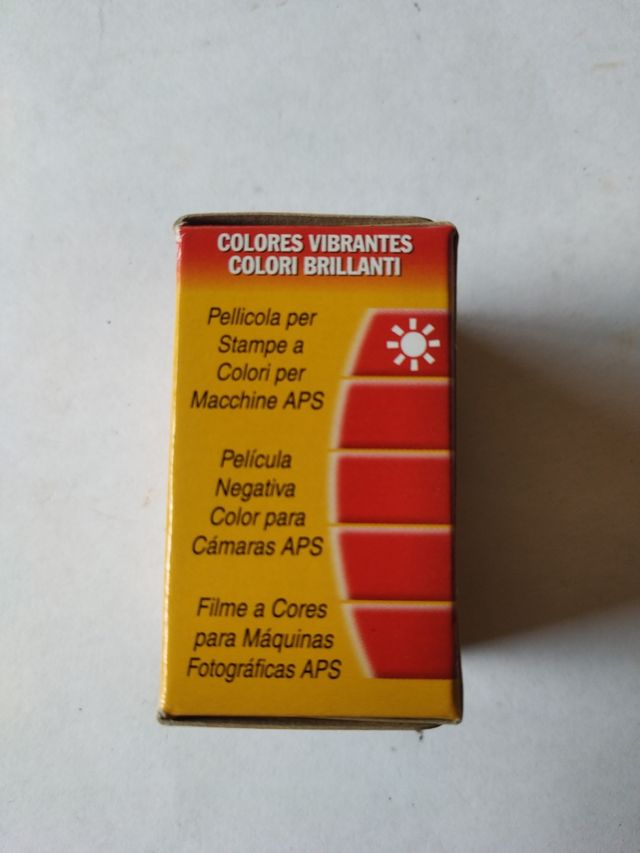 COLORES VIBRANTES
COLORI BRILLANTI
Pellicola per
Stampe a
Colori per
Macchine APS
Película
Negativa
Color para
Cámaras APS
Filme a Cores
para Máquinas
Fotográficas APS